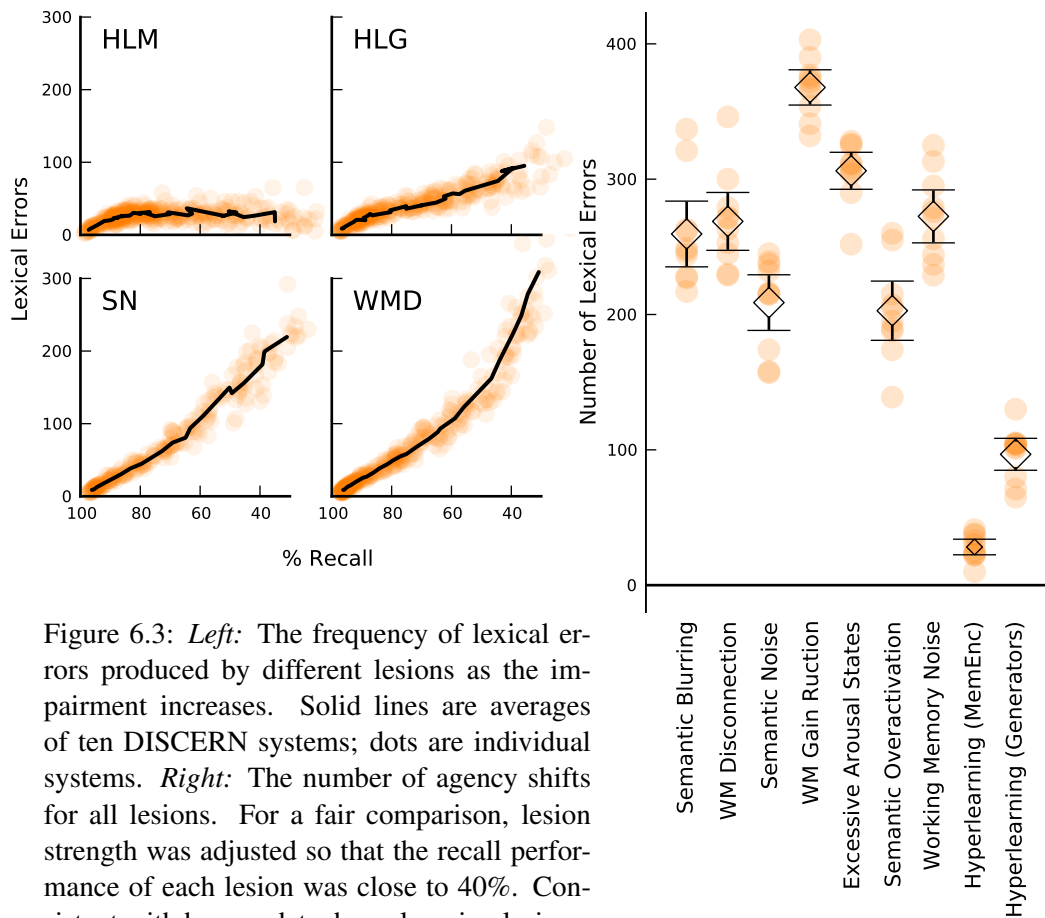 300
200
100
0
HLM
HLG
Lexical Errors
300
200
100
0
SN
WMD
100
80
60
40
100
80
60
40
% Recall
400
300
200
100
0
Number of Lexical Errors
Semantic Blurring
WM Disconnection
Semantic Noise
WM Gain Ruction
Excessive Arousal States
Semantic Overactivation
Working Memory Noise
Hyperlearning (MemEnc)
Hyperlearning (Generators)
Figure 6.3: Left: The frequency of lexical er-
rors produced by different lesions as the im-
pairment increases. Solid lines are averages
of ten DISCERN systems; dots are individual
systems. Right: The number of agency shifts
for all lesions. For a fair comparison, lesion
strength was adjusted so that the recall perfor-
mance of each lesion was close to 40%. Con-